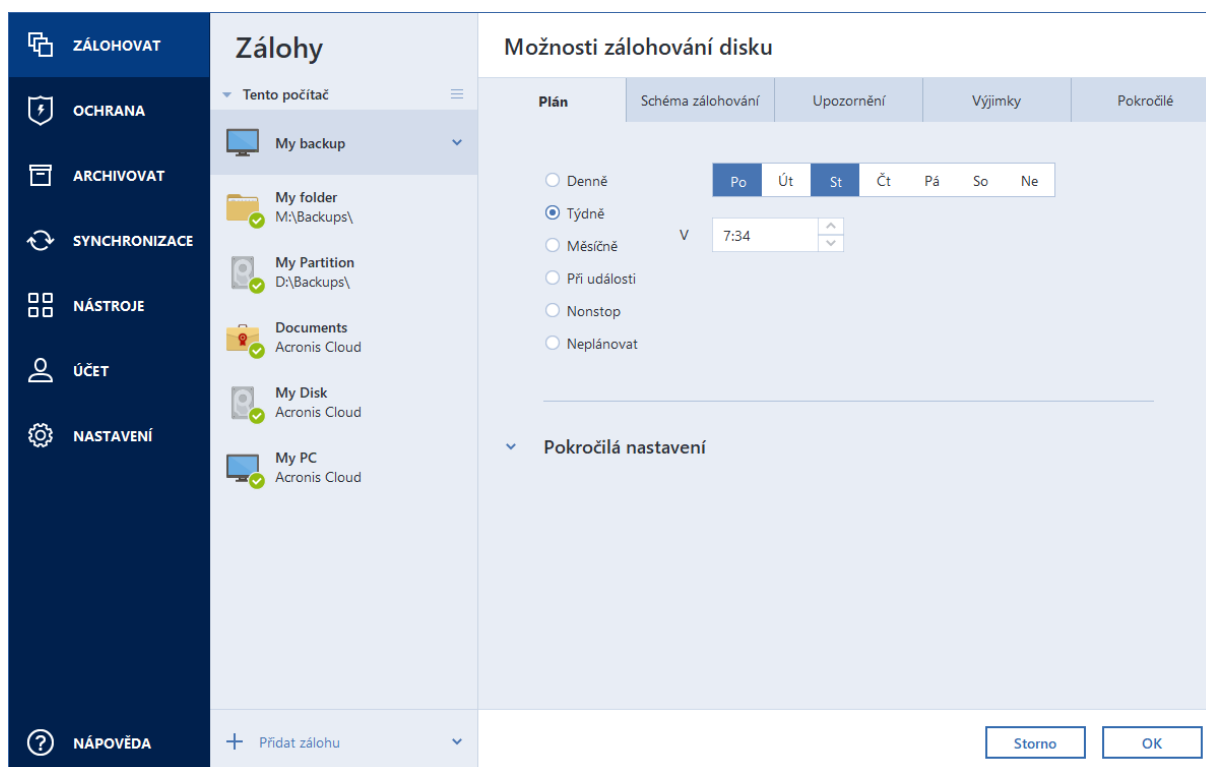 ZÁLOHOVAT
OCHRANA
ARCHIVOVAT
SYNCHRONIZACE
NÁSTROJE
ÚČET
NASTAVENÍ
NÁPOVĚDA
Zálohy
Tento počítač
My backup
My folder
M:\Backups\
My Partition
D:\Backups\
Documents
Acronis Cloud
My Disk
Acronis Cloud
My PC
Acronis Cloud
Přidat zálohu
Možnosti zálohování disku
Plán Schéma zálohování Upozornění Výjimky Pokročilé
Denně
Týdně
Měsíčně
Při události
Nonstop
Neplánovat
Po Út St Čt Pá So Ne
V 7:34
Pokročilá nastavení
Storno OK